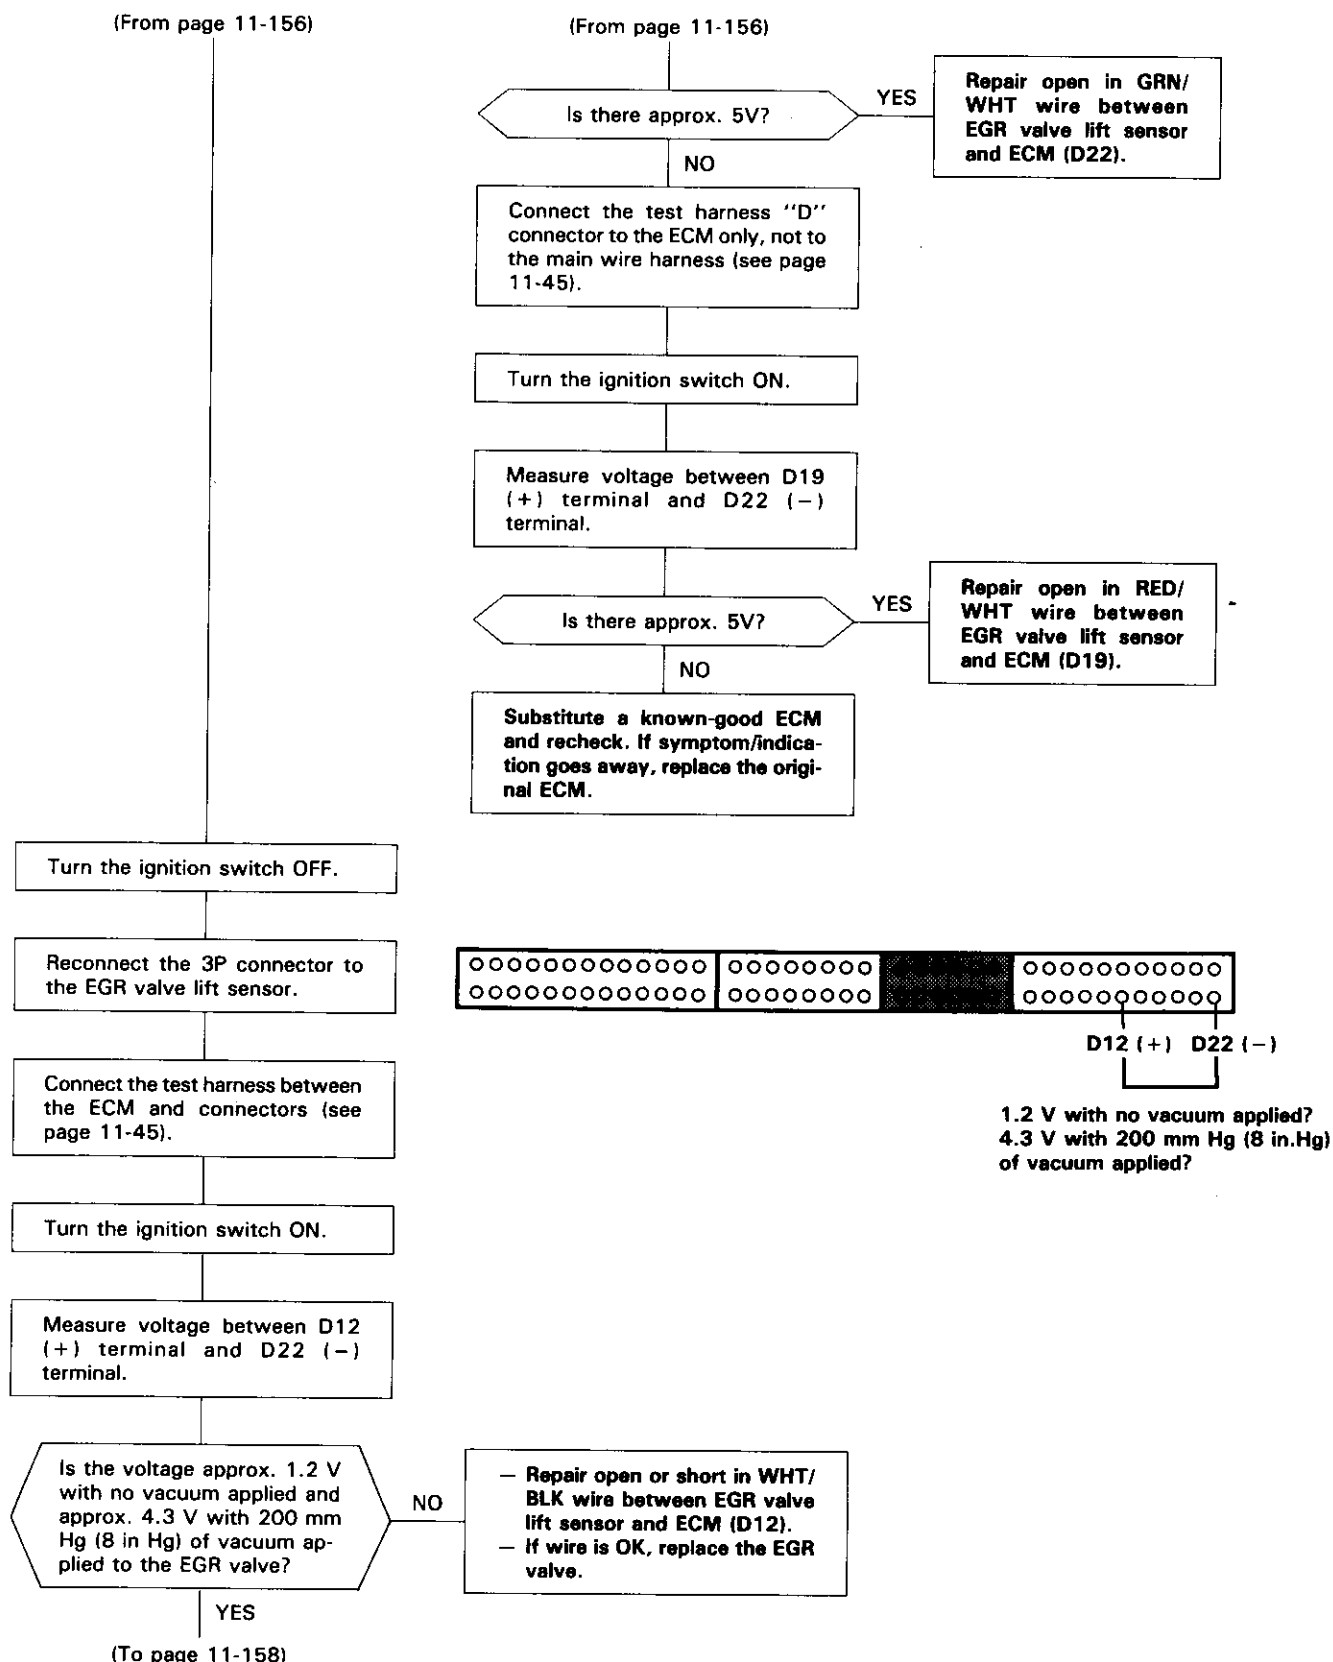 (From page 11-156)
(From page 11-156)
Is there approx. 5V?
YES
Repair open in GRN/
WHT wire between
EGR valve lift sensor
and ECM (D22).
NO
Connect the test harness "D"
connector to the ECM only, not to
the main wire harness (see page
11-45).
Turn the ignition switch ON.
Measure voltage between D19
(+) terminal and D22 (−)
terminal.
Is there approx. 5V?
YES
Repair open in RED/
WHT wire between
EGR valve lift sensor
and ECM (D19).
NO
Substitute a known-good ECM
and recheck. If symptom/indica-
tion goes away, replace the origi-
nal ECM.
Turn the ignition switch OFF.
Reconnect the 3P connector to
the EGR valve lift sensor.
Connect the test harness between
the ECM and connectors (see
page 11-45).
Turn the ignition switch ON.
Measure voltage between D12
(+) terminal and D22 (−)
terminal.
D12 (+) D22 (−)
1.2 V with no vacuum applied?
4.3 V with 200 mm Hg (8 in.Hg)
of vacuum applied?
Is the voltage approx. 1.2 V
with no vacuum applied and
approx. 4.3 V with 200 mm
Hg (8 in Hg) of vacuum ap-
plied to the EGR valve?
NO
— Repair open or short in WHT/
BLK wire between EGR valve
lift sensor and ECM (D12).
— If wire is OK, replace the EGR
valve.
YES
(To page 11-158)